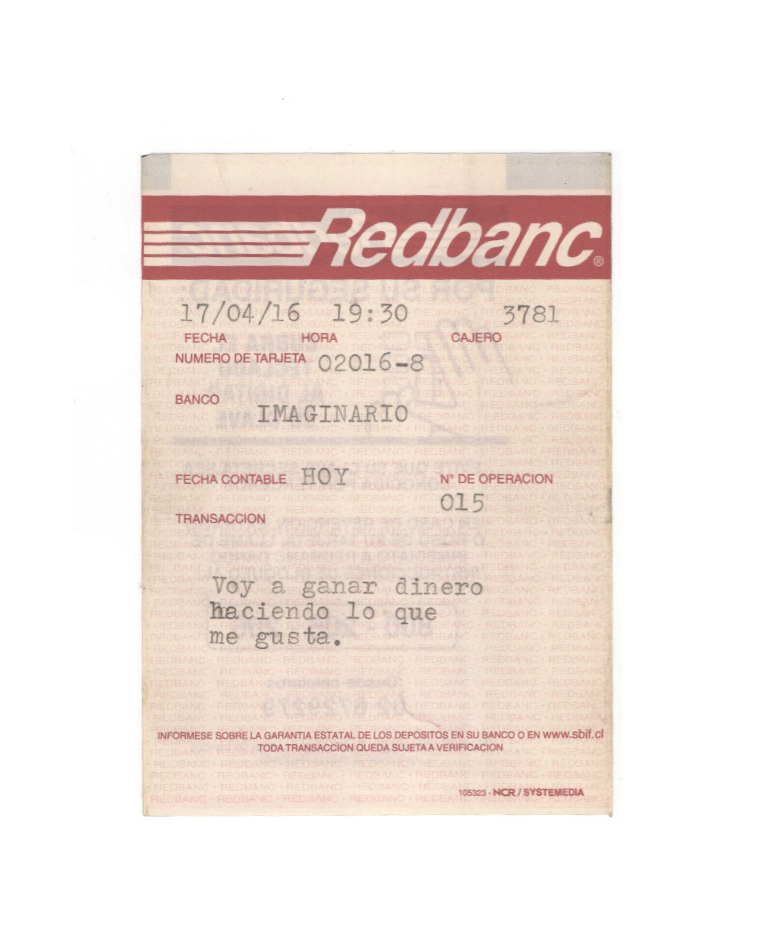 Redbanc®
17/04/16 19:30 3781
FECHA HORA CAJERO
NUMERO DE TARJETA 02016-8
BANCO IMAGINARIO
FECHA CONTABLE HOY N° DE OPERACION
015
TRANSACCION
Voy a ganar dinero
haciendo lo que
me gusta.
INFORMESE SOBRE LA GARANTIA ESTATAL DE LOS DEPOSITOS EN SU BANCO O EN www.sbif.cl
TODA TRANSACCION QUEDA SUJETA A VERIFICACION
105323 - NCR / SYSTEMEDIA